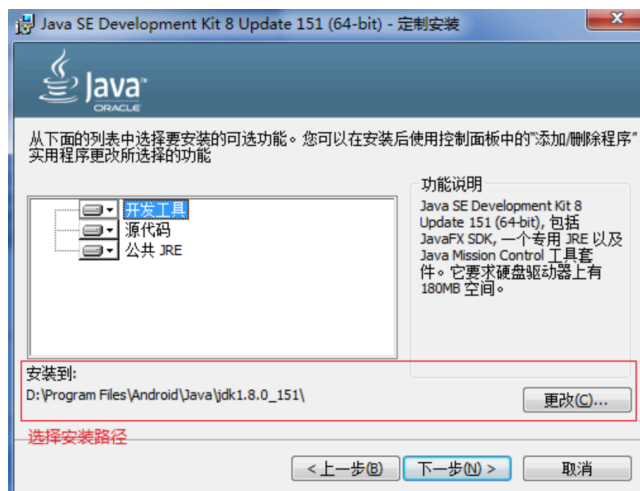 Java SE Development Kit 8 Update 151 (64-bit) - 定制安装
Java™
ORACLE
从下面的列表中选择要安装的可选功能。您可以在安装后使用控制面板中的“添加/删除程序”
实用程序更改所选择的功能
开发工具
源代码
公共 JRE
功能说明
Java SE Development Kit 8
Update 151 (64-bit), 包括
JavaFX SDK, 一个专用 JRE 以及
Java Mission Control 工具套
件。它要求硬盘驱动器上有
180MB 空间。
安装到:
D:\Program Files\Android\Java\jdk1.8.0_151\
更改(C)...
选择安装路径
< 上一步(B)
下一步(N) >
取消